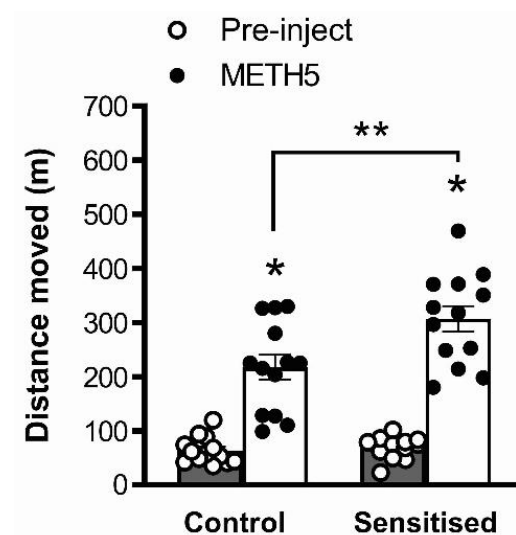 Pre-inject
METH5
700
600
500
400
300
200
100
0
Distance moved (m)
**
*
*
Control
Sensitised